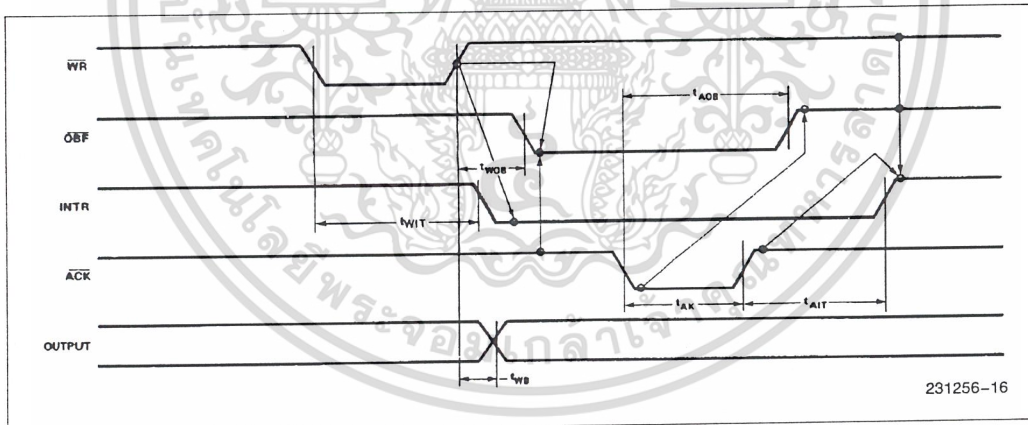 WR
OBF
INTR
ACK
OUTPUT
tWOB
tWIT
tAOB
tAK
tAIT
tWB
231256-16